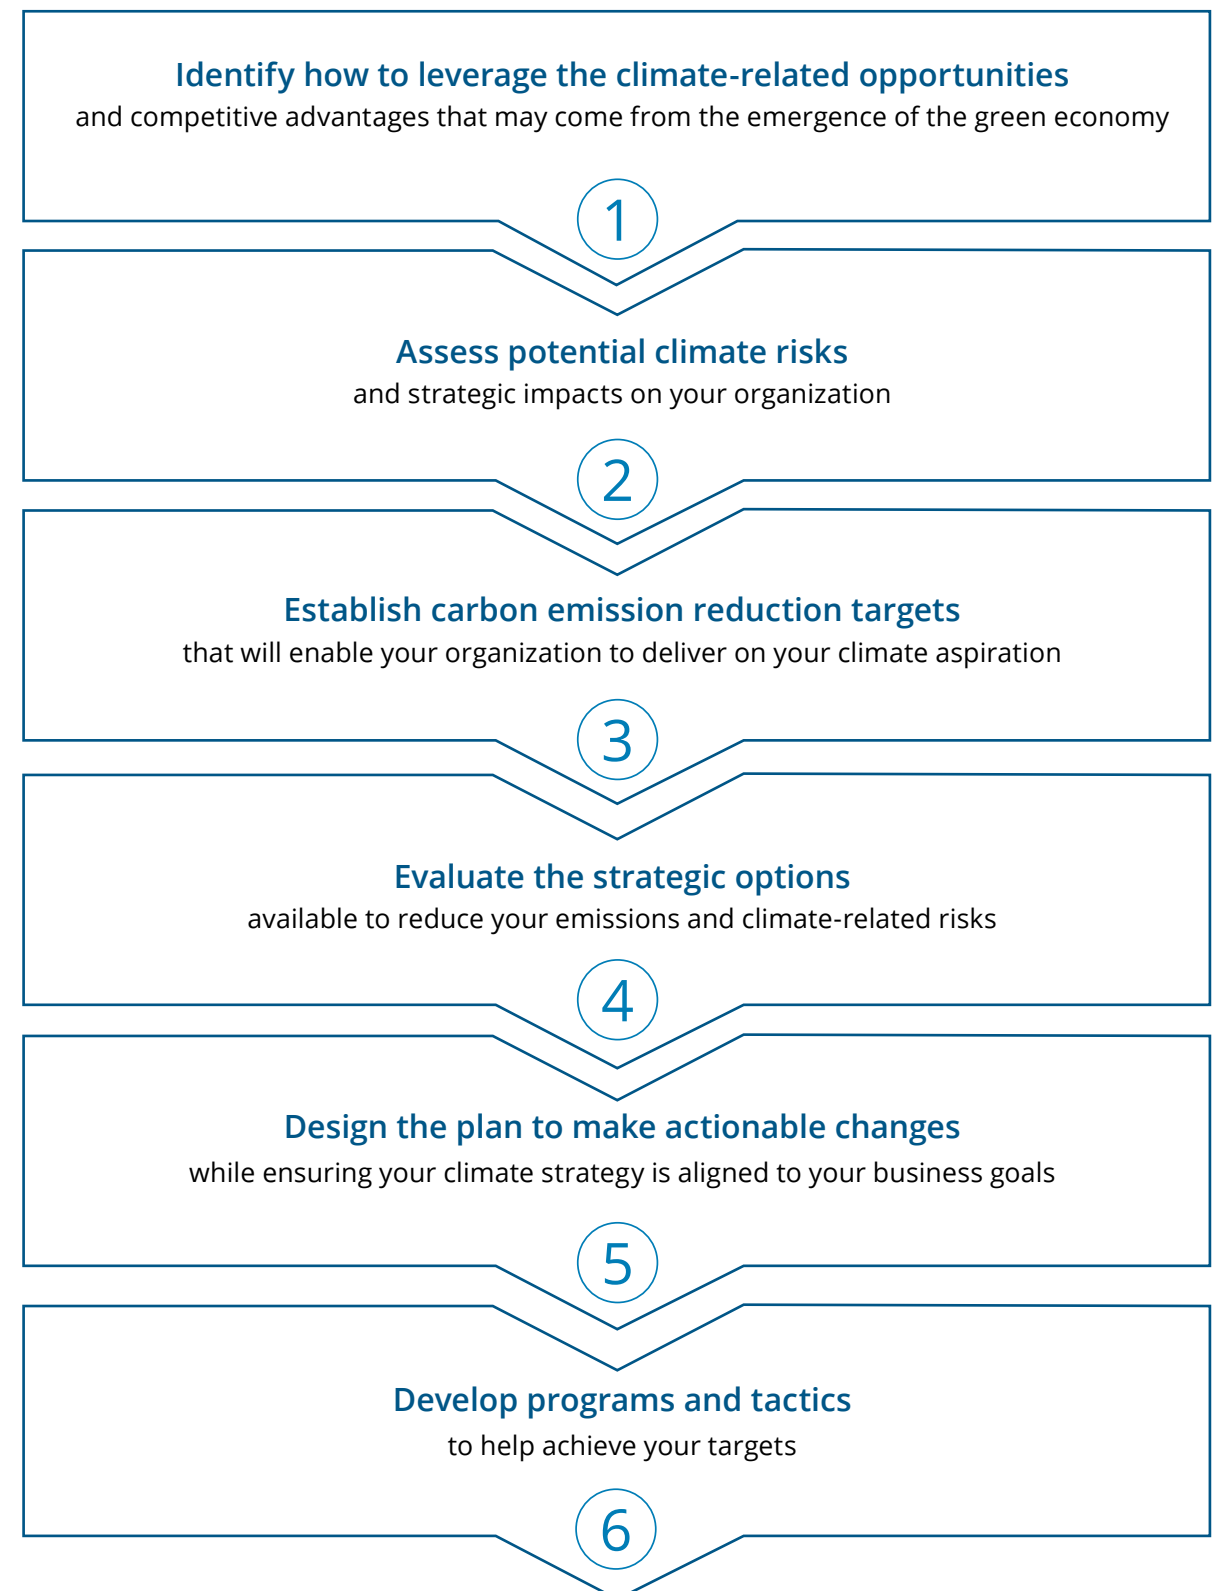 Identify how to leverage the climate-related opportunities
and competitive advantages that may come from the emergence of the green economy
1
Assess potential climate risks
and strategic impacts on your organization
2
Establish carbon emission reduction targets
that will enable your organization to deliver on your climate aspiration
3
Evaluate the strategic options
available to reduce your emissions and climate-related risks
4
Design the plan to make actionable changes
while ensuring your climate strategy is aligned to your business goals
5
Develop programs and tactics
to help achieve your targets
6